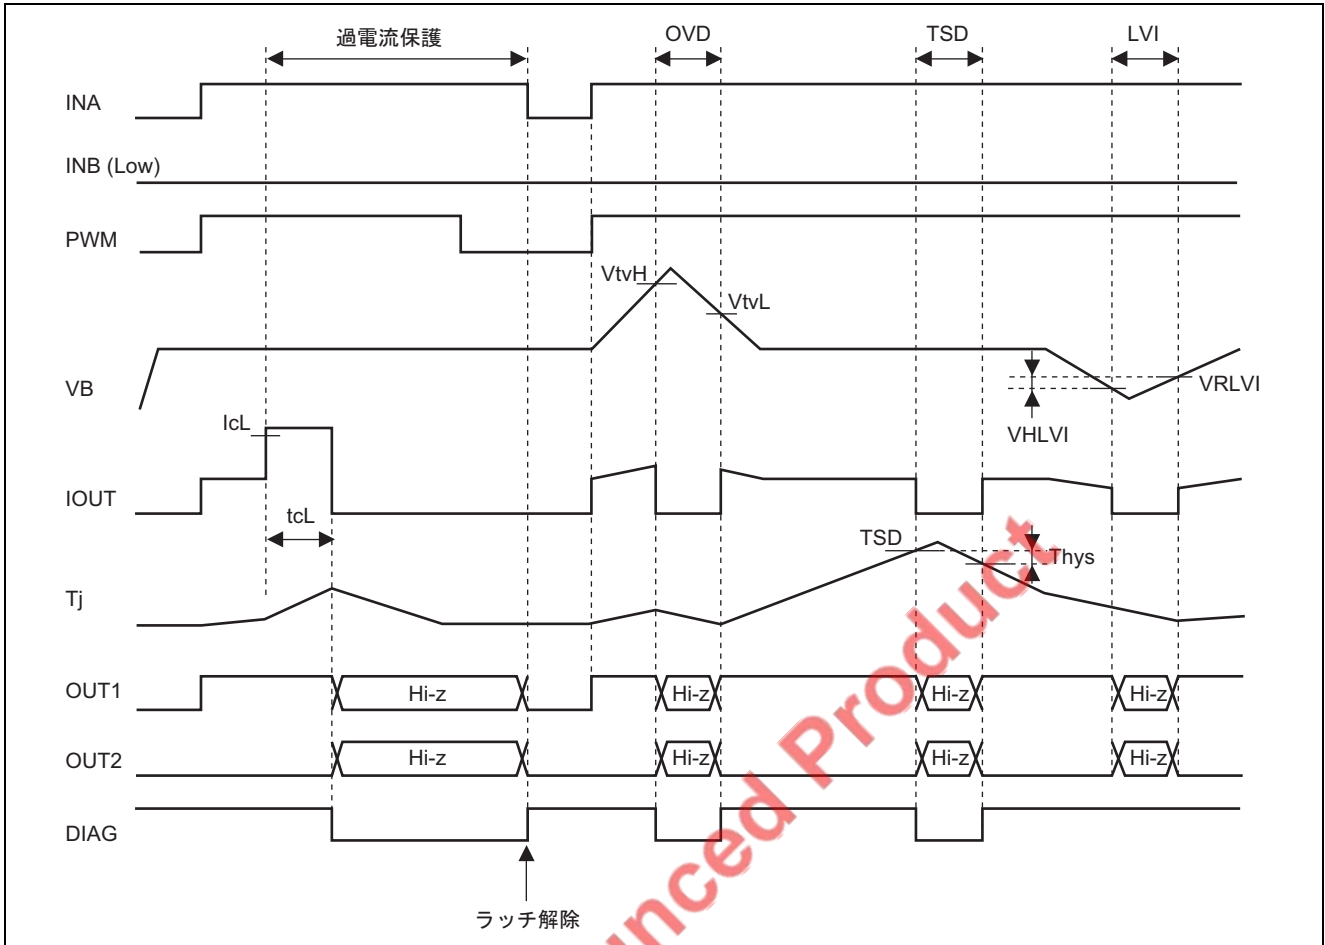 過電流保護
OVD
TSD
LVI
INA
INB (Low)
PWM
VtvH
VtvL
VB
VRLVI
VHLVI
IcL
IOUT
tcL
TSD
Thys
Tj
OUT1
Hi-z
Hi-z
Hi-z
Hi-z
OUT2
Hi-z
Hi-z
Hi-z
Hi-z
DIAG
ラッチ解除
unced Product